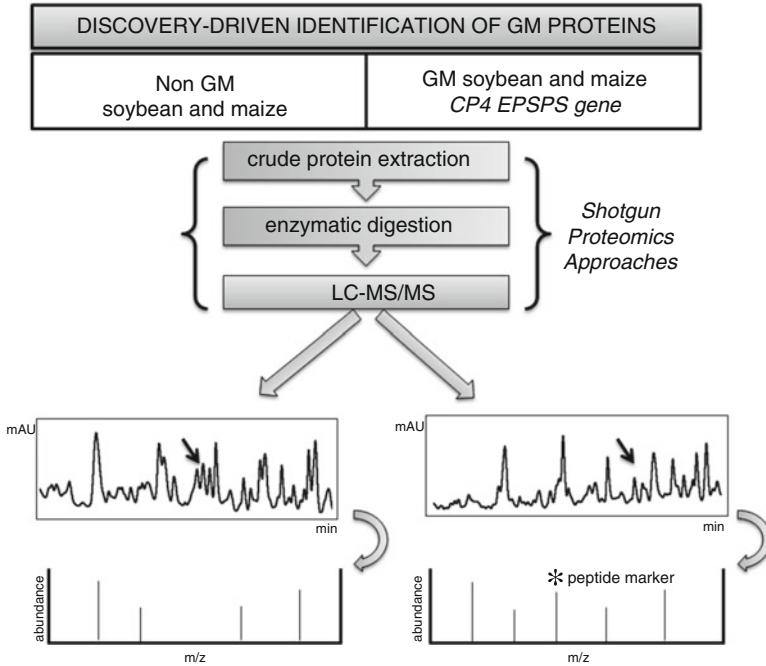 DISCOVERY-DRIVEN IDENTIFICATION OF GM PROTEINS
Non GM
soybean and maize
GM soybean and maize
CP4 EPSPS gene
crude protein extraction
enzymatic digestion
LC-MS/MS
Shotgun
Proteomics
Approaches
mAU
min
mAU
min
abundance
m/z
abundance
* peptide marker
m/z